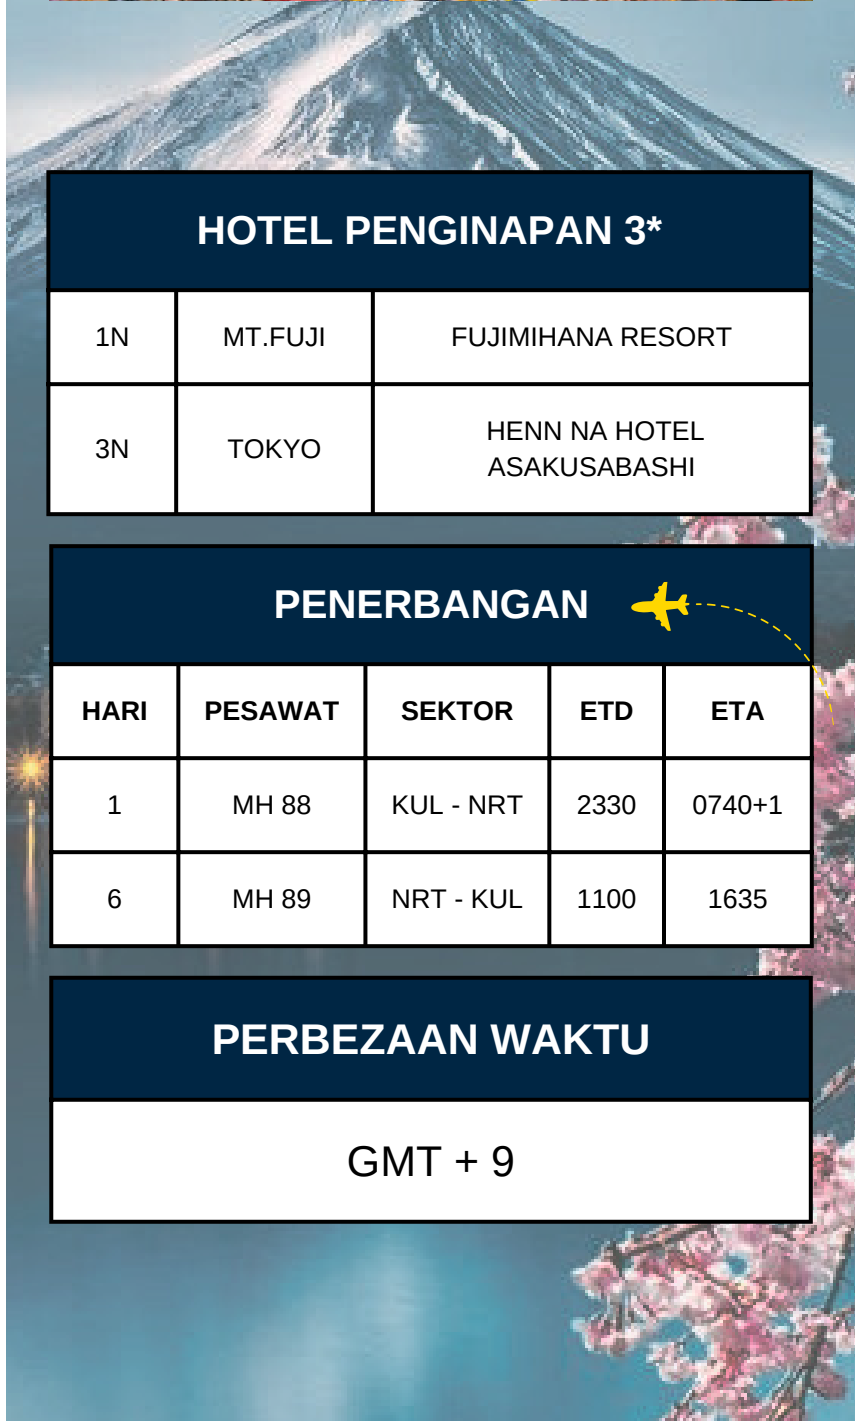 HOTEL PENGINAPAN 3*
1N MT.FUJI FUJIMIHANA RESORT
3N TOKYO HENN NA HOTEL
ASAKUSABASHI
PENERBANGAN
HARI PESAWAT SEKTOR ETD ETA
1 MH 88 KUL - NRT 2330 0740+1
6 MH 89 NRT - KUL 1100 1635
PERBEZAAN WAKTU
GMT + 9